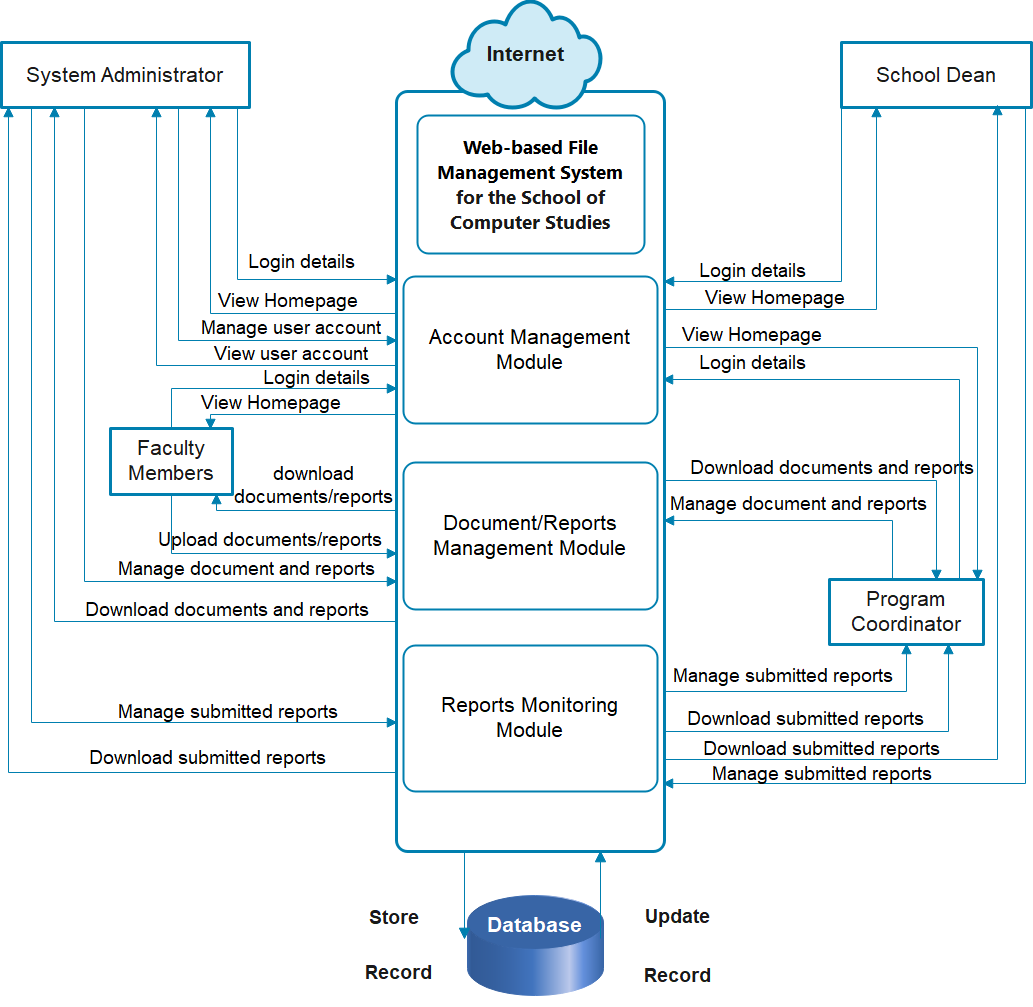 Internet
System Administrator
School Dean
Web-based File
Management System
for the School of
Computer Studies
Login details
View Homepage
Manage user account
View user account
Login details
View Homepage
Login details
View Homepage
View Homepage
Login details
Account Management
Module
Faculty
Members
download
documents/reports
Upload documents/reports
Manage document and reports
Download documents and reports
Document/Reports
Management Module
Download documents and reports
Manage document and reports
Program
Coordinator
Manage submitted reports
Download submitted reports
Reports Monitoring
Module
Manage submitted reports
Download submitted reports
Download submitted reports
Manage submitted reports
Store
Record
Database
Update
Record